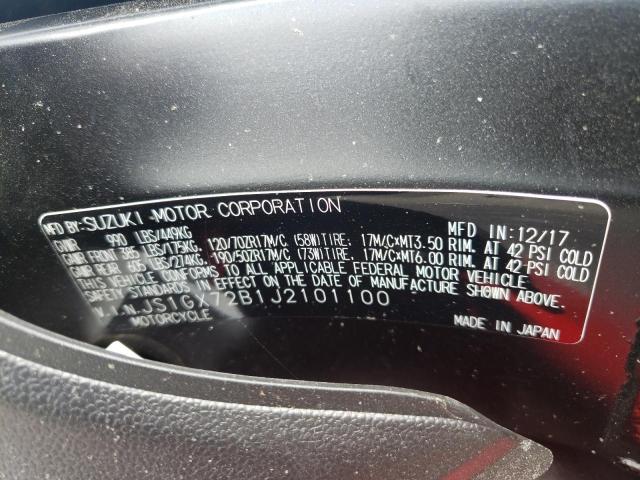 MFD BY: SUZUKI MOTOR CORPORATION MFD IN: 12/17
GVWR 990 LBS/449KG
GAWR FRONT 385 LBS/175KG, 120/70ZR17M/C (58W)TIRE, 17M/C×MT3.50 RIM, AT 42 PSI COLD
GAWR REAR 605 LBS/274KG, 190/50ZR17M/C (73W)TIRE, 17M/C×MT6.00 RIM, AT 42 PSI COLD
THIS VEHICLE CONFORMS TO ALL APPLICABLE FEDERAL MOTOR VEHICLE
SAFETY STANDARDS IN EFFECT ON THE DATE OF MANUFACTURE SHOWN ABOVE.
V.I.N. JS1GX72B1J2101100
MOTORCYCLE MADE IN JAPAN